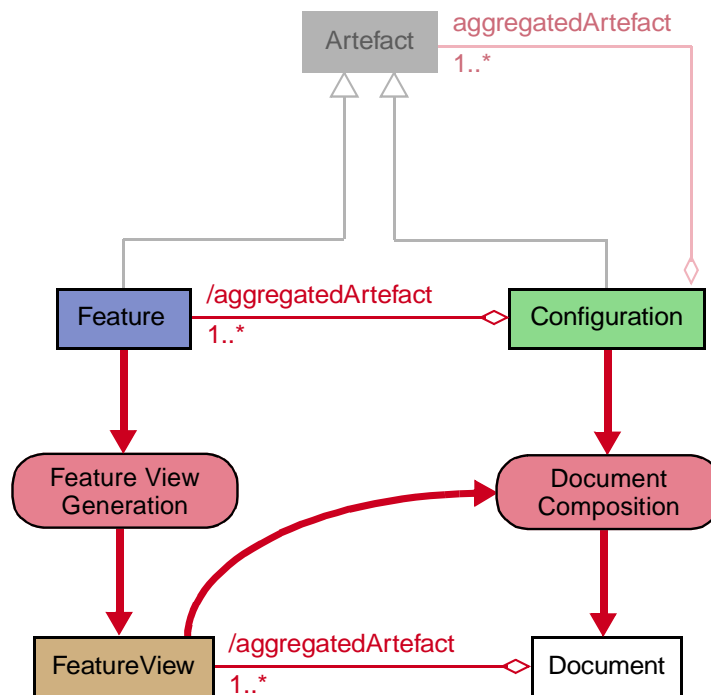 Artefact
aggregatedArtefact
1..*
Feature
/aggregatedArtefact
1..*
Configuration
Feature View
Generation
Document
Composition
FeatureView
/aggregatedArtefact
1..*
Document